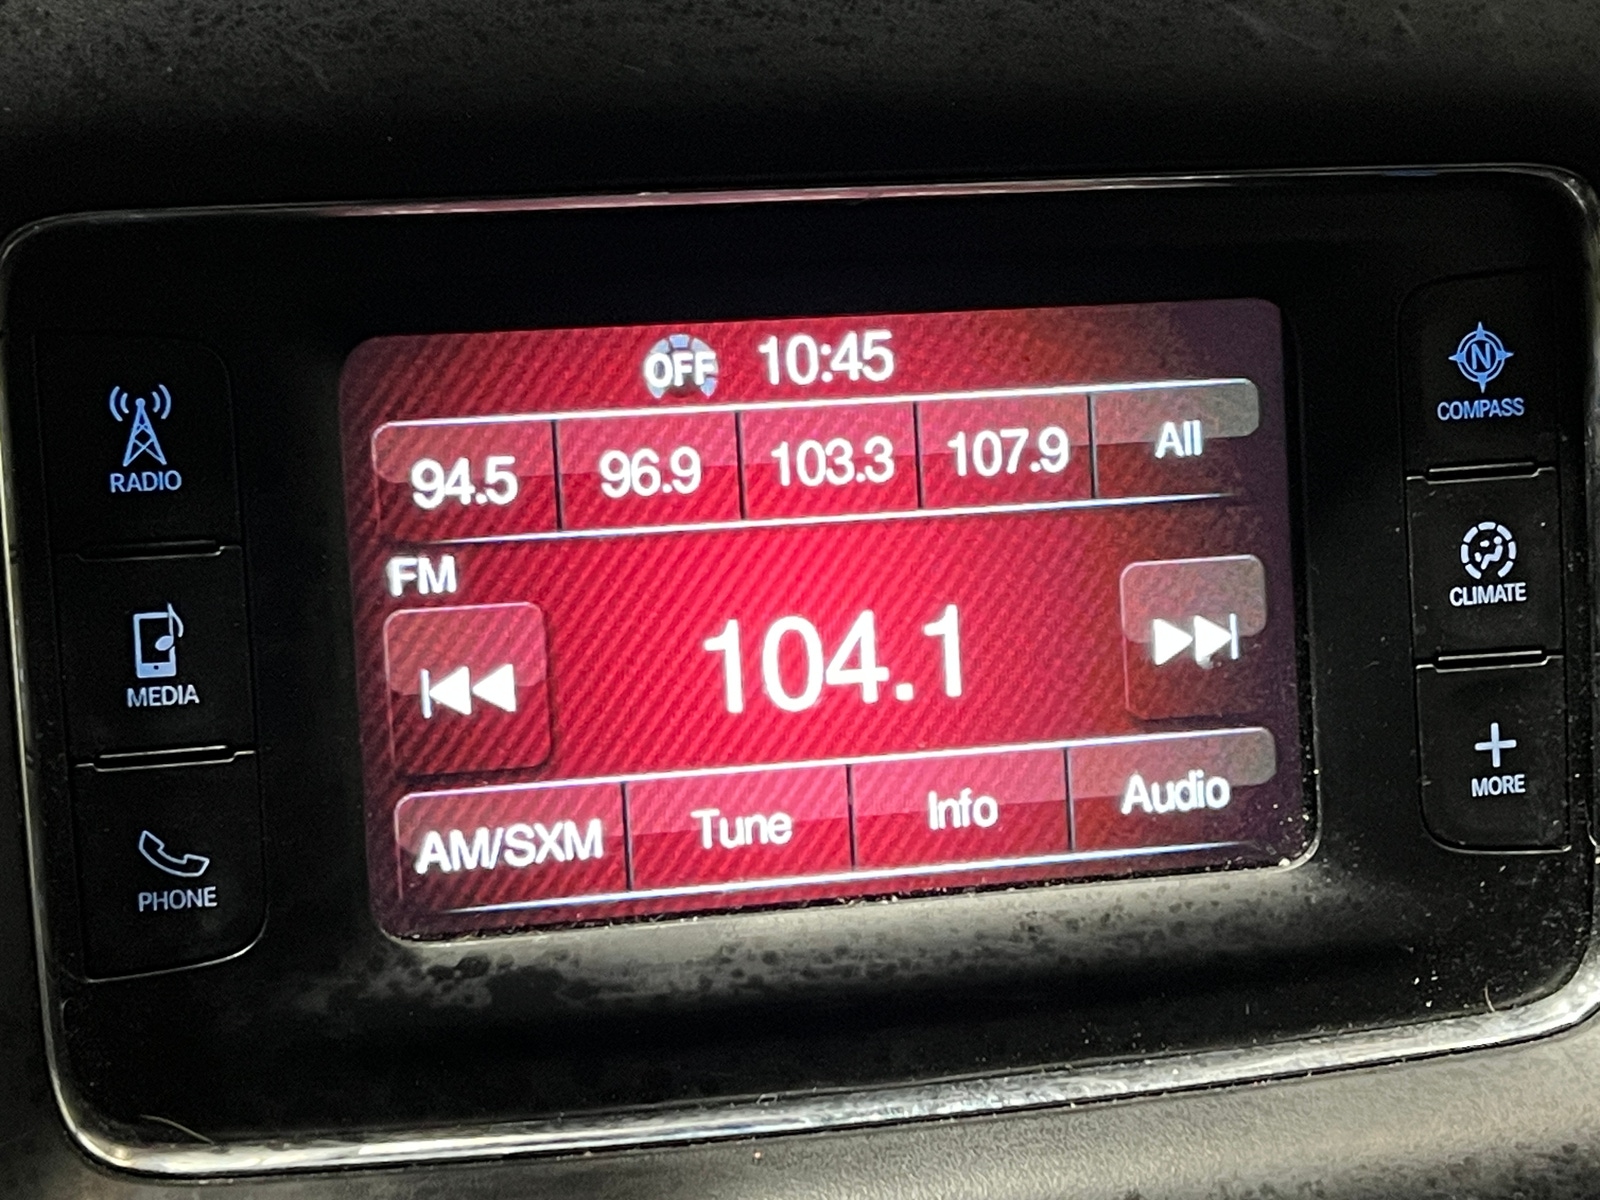 OFF 10:45
94.5 96.9 103.3 107.9 All
FM
104.1
AM/SXM Tune Info Audio
RADIO
MEDIA
PHONE
N
COMPASS
CLIMATE
MORE